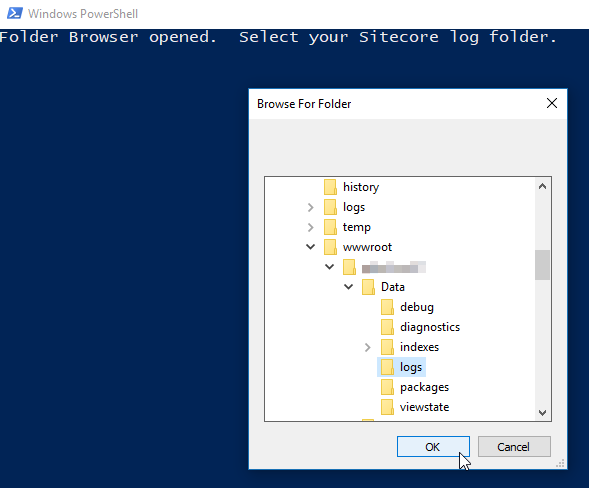 Windows PowerShell
Folder Browser opened.  Select your Sitecore log folder.
Browse For Folder
history
logs
temp
wwwroot
Data
debug
diagnostics
indexes
logs
packages
viewstate
OK
Cancel